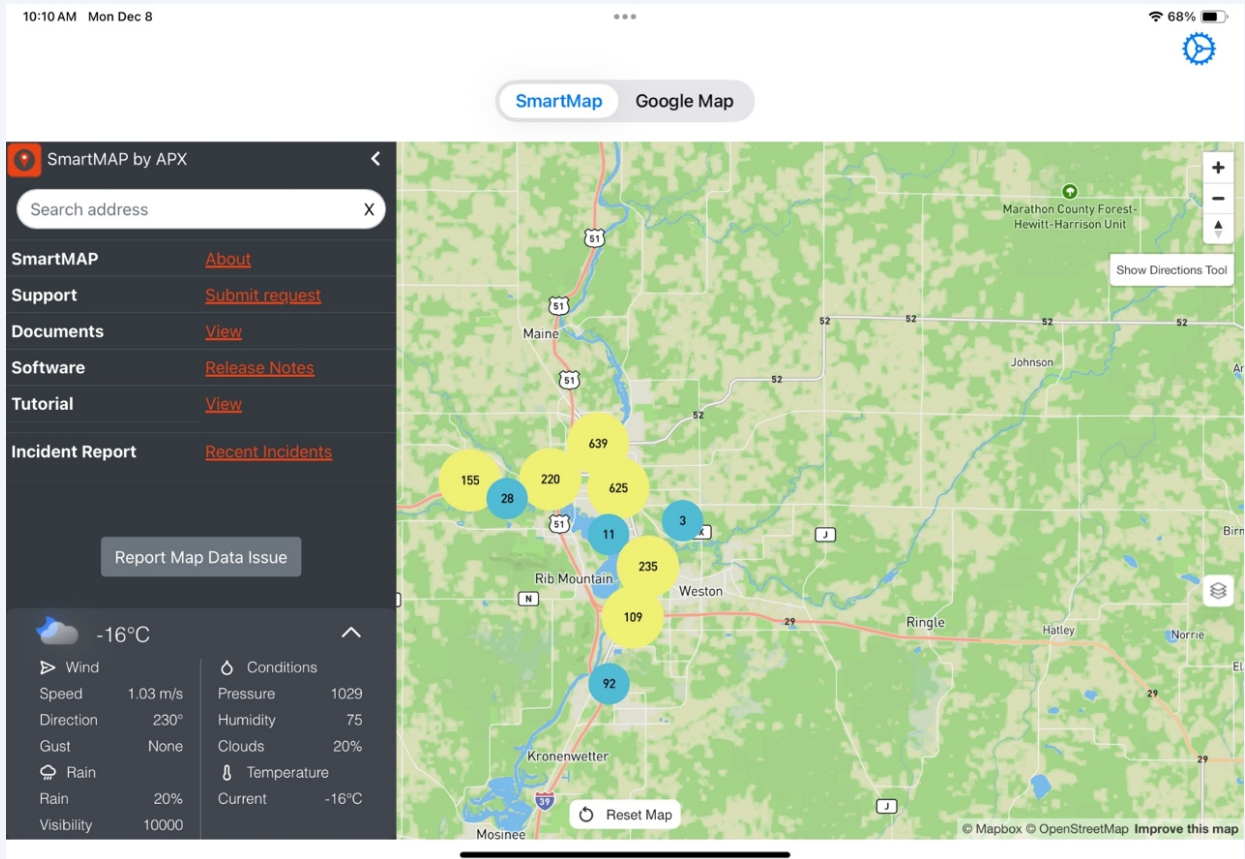 10:10 AM Mon Dec 8
68%
SmartMap Google Map
SmartMAP by APX
Search address X
SmartMAP About
Support Submit request
Documents View
Software Release Notes
Tutorial View
Incident Report Recent Incidents
Report Map Data Issue
-16°C
Wind
Speed 1.03 m/s
Direction 230°
Gust None
Rain
Rain 20%
Visibility 10000
Conditions
Pressure 1029
Humidity 75
Clouds 20%
Temperature
Current -16°C
Marathon County Forest-
Hewitt-Harrison Unit
51
Show Directions Tool
51
52
52
52
52
Maine
Johnson
51
52
52
639
155
220
625
28
51
11
3
J
235
Rib Mountain
Weston
N
109
29
Ringle
Hatley
Norrie
92
29
Kronenwetter
29
39
Reset Map
J
Mosinee
© Mapbox © OpenStreetMap Improve this map